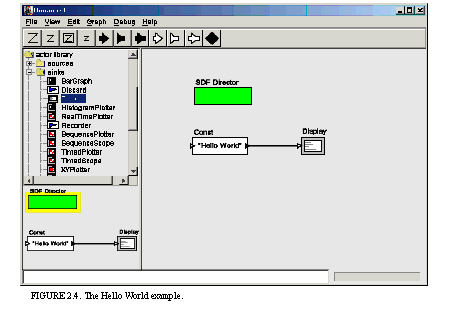 Unnamed
File View Edit Graph Debug Help
actor library
sources
sinks
BarGraph
Discard
HistogramPlotter
RealTimePlotter
Recorder
SequencePlotter
SequenceScope
TimedPlotter
TimedScope
XYPlotter
SDF Director
Const
Display
"Hello World"
SDF Director
Const
Display
"Hello World"
FIGURE 2.4. The Hello World example.